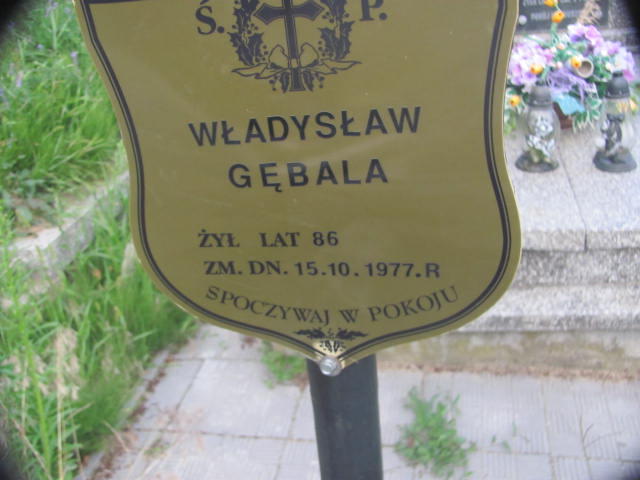 Ś. P.
WŁADYSŁAW
GĘBALA
ŻYŁ LAT 86
ZM. DN. 15.10.1977.R
SPOCZYWAJ W POKOJU